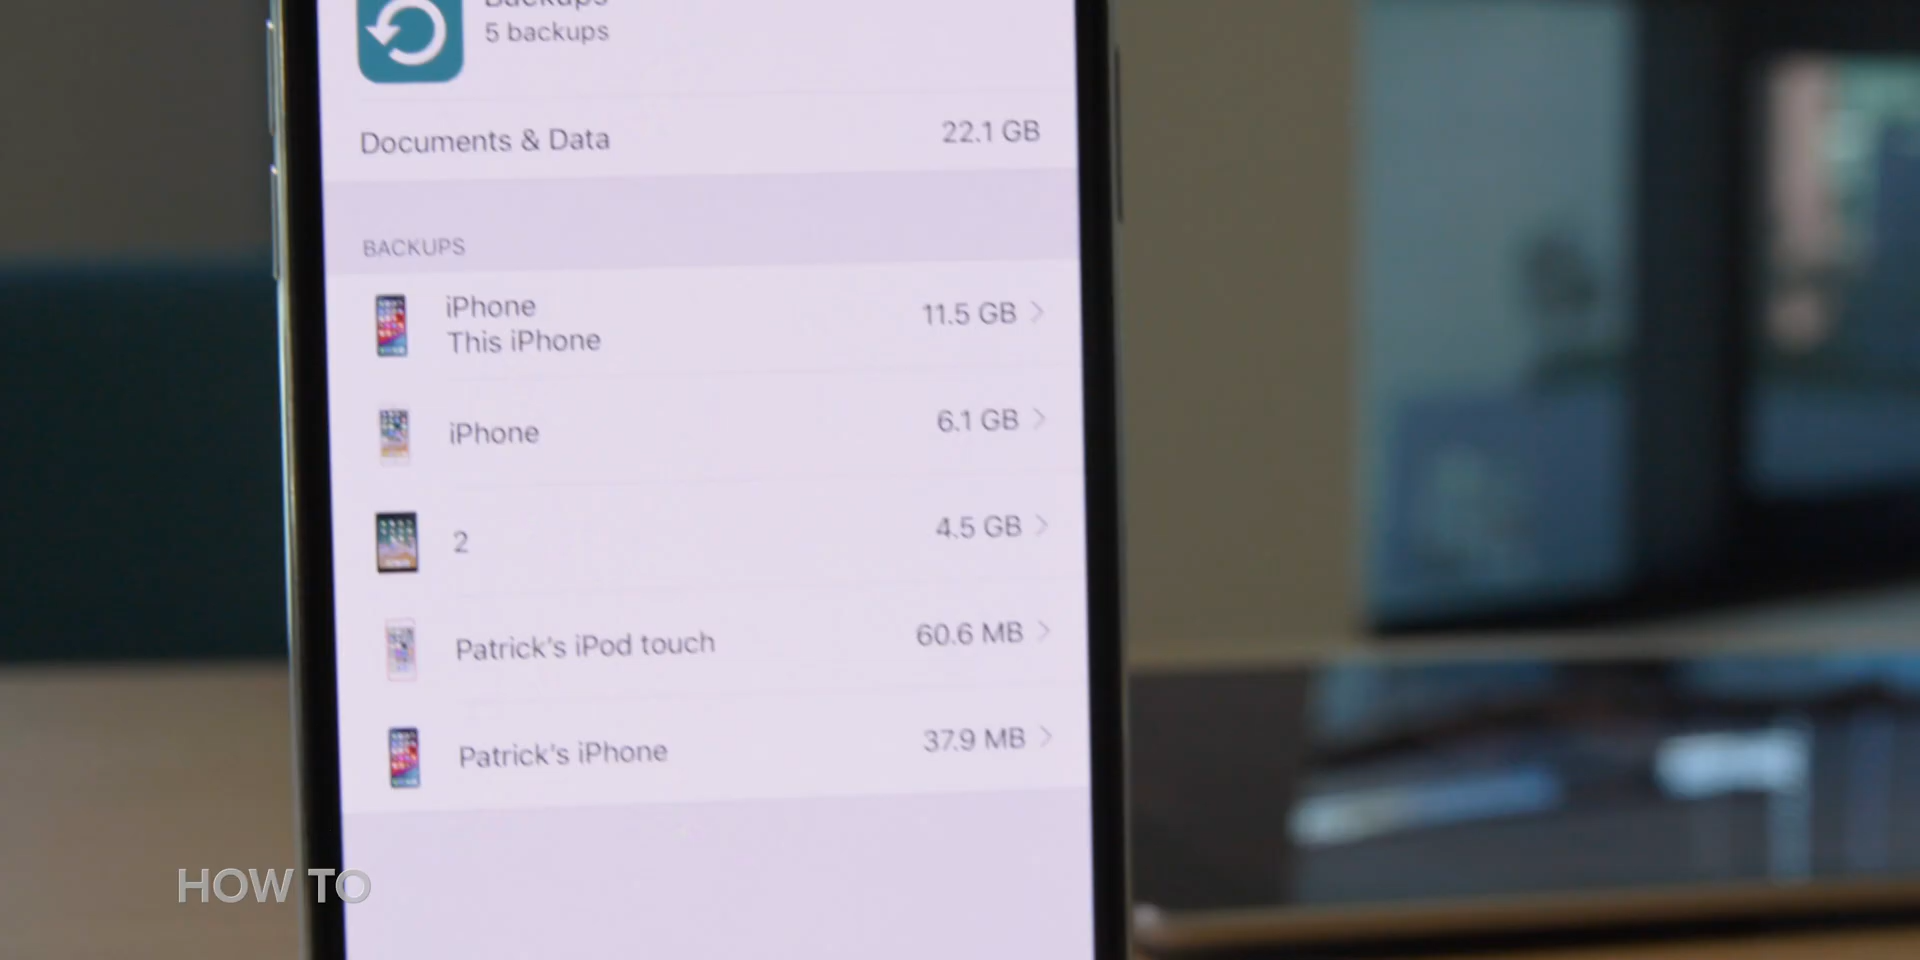 Backups
5 backups
Documents & Data 22.1 GB
BACKUPS
iPhone 11.5 GB
This iPhone
iPhone 6.1 GB
2 4.5 GB
Patrick's iPod touch 60.6 MB
Patrick's iPhone 37.9 MB
HOW TO